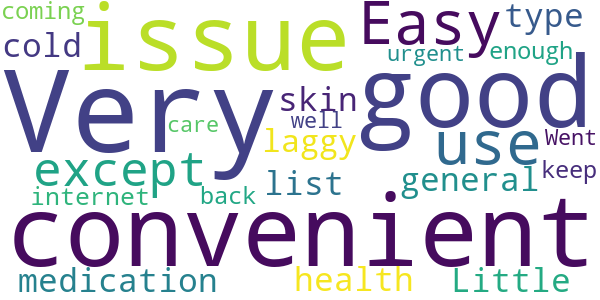 coming
issue
Easy
type
cold
urgent
enough
Very
good
skin
well
care
laggy
use
Went
except
list
general
keep
internet
back
convenient
medication
health
Little